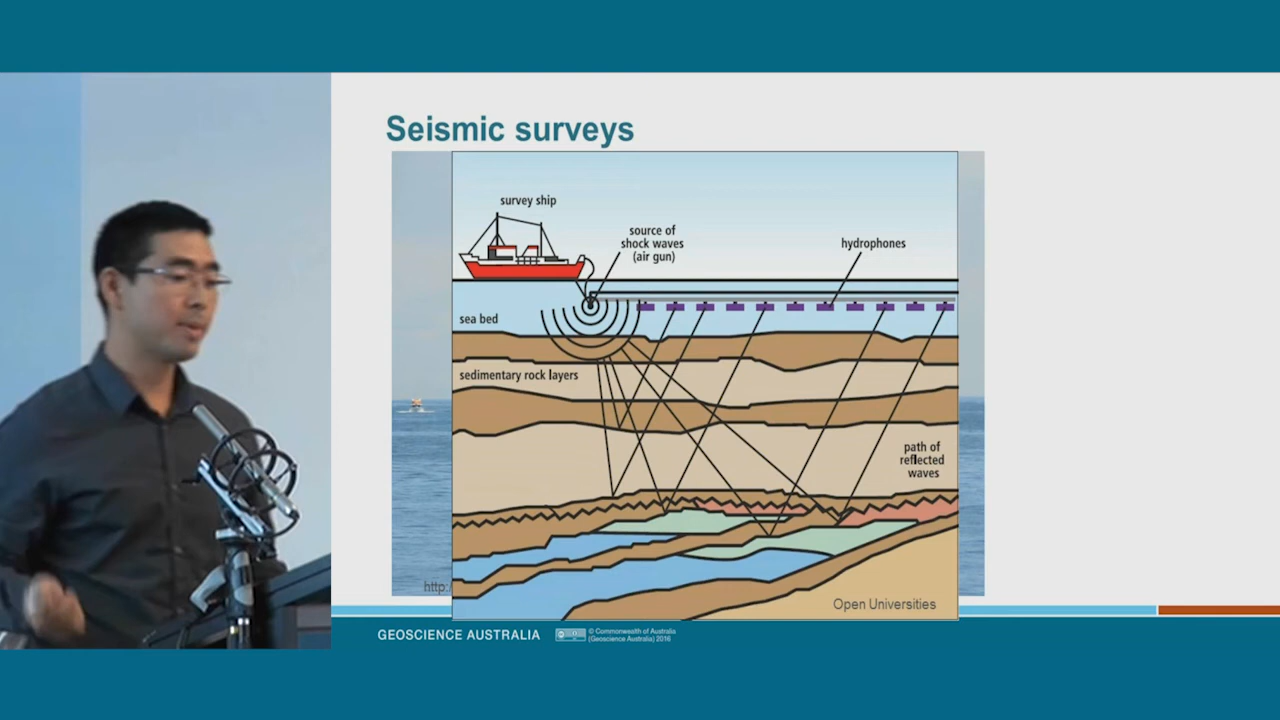 Seismic surveys
survey ship
source of
shock waves
(air gun)
hydrophones
sea bed
sedimentary rock layers
path of
reflected
waves
http:/
Open Universities
GEOSCIENCE AUSTRALIA
© Commonwealth of Australia
(Geoscience Australia) 2016